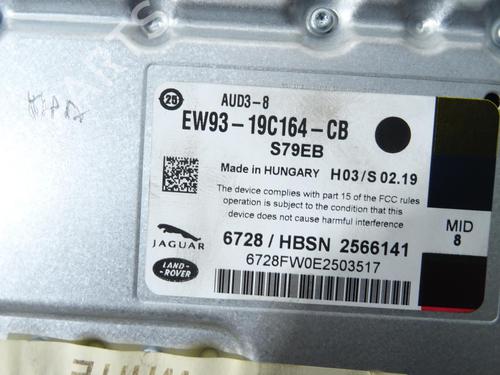 25
AUD3-8
EW93-19C164-CB
S79EB
Made in HUNGARY H03/S 02.19
The device complies with part 15 of the FCC rules
operation is subject to the condition that this
device does not cause harmful interference
MID
8
JAGUAR
6728 / HBSN 2566141
LAND-
ROVER
6728FW0E2503517
PARTS